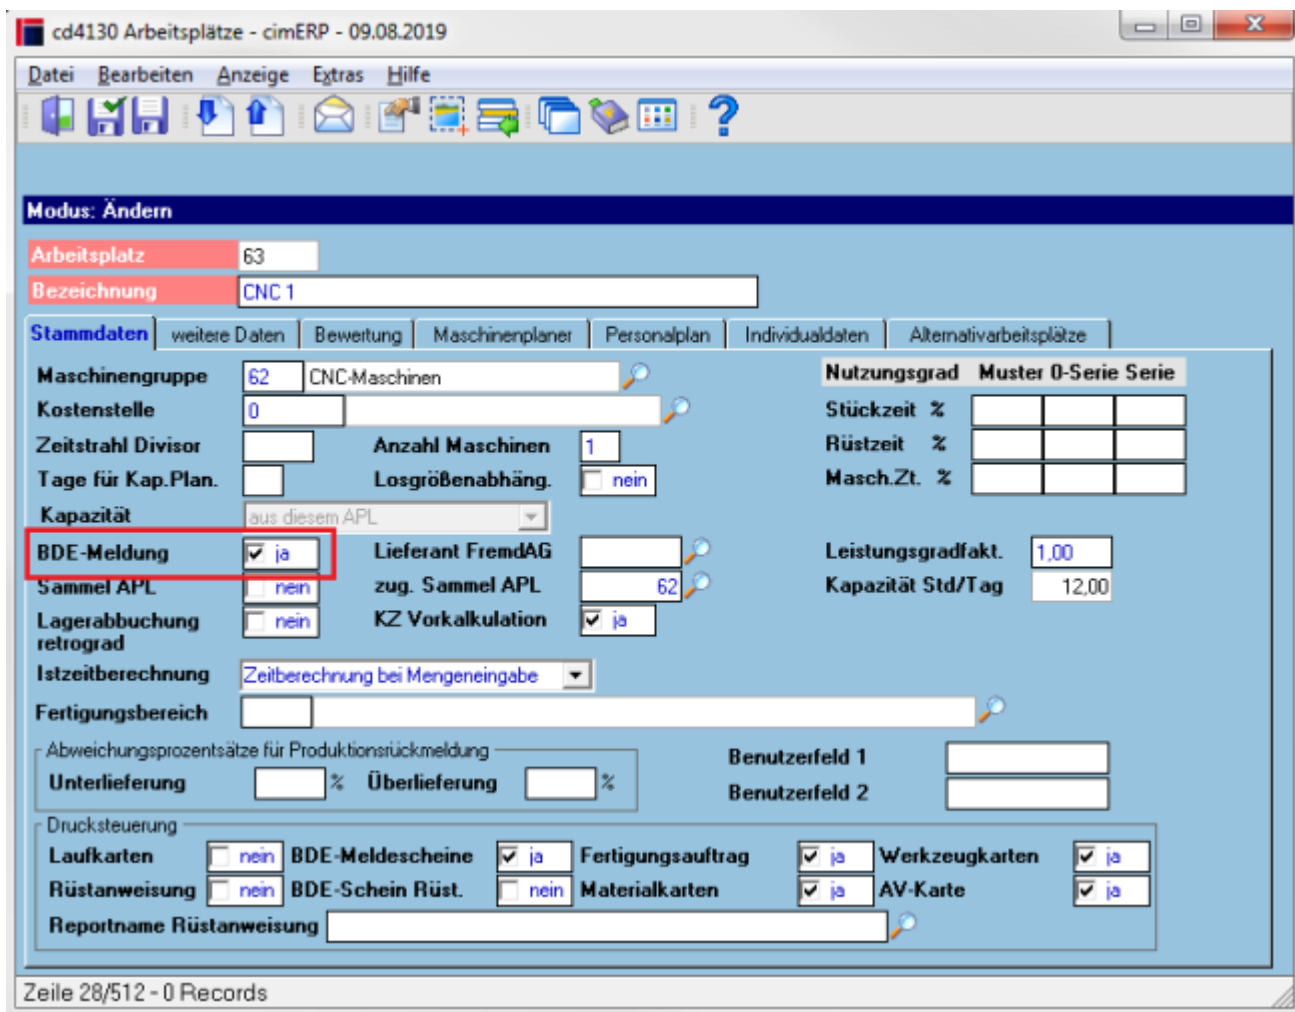 cd4130 Arbeitsplätze - cimERP - 09.08.2019
Datei Bearbeiten Anzeige Extras Hilfe
Modus: Ändern
Arbeitsplatz 63
Bezeichnung CNC 1
Stammdaten weitere Daten Bewertung Maschinenplaner Personalplan Individualdaten Alternativarbeitsplätze
Maschinengruppe 62 CNC-Maschinen Nutzungsgrad Muster 0-Serie Serie
Kostenstelle 0 Stückzeit %
Zeitstrahl Divisor Anzahl Maschinen 1 Rüstzeit %
Tage für Kap.Plan. Losgrößenabhäng. nein Masch.Zt. %
Kapazität aus diesem APL
BDE-Meldung ja Lieferant FremdAG Leistungsgradfakt. 1,00
Sammel APL nein zug. Sammel APL 62 Kapazität Std/Tag 12,00
Lagerabbuchung nein KZ Vorkalkulation ja
retrograd
Istzeitberechnung Zeitberechnung bei Mengeneingabe
Fertigungsbereich
Abweichungsprozentsätze für Produktionsrückmeldung Benutzerfeld 1
Unterlieferung % Überlieferung % Benutzerfeld 2
Drucksteuerung
Laufkarten nein BDE-Meldescheine ja Fertigungsauftrag ja Werkzeugkarten ja
Rüstanweisung nein BDE-Schein Rüst. nein Materialkarten ja AV-Karte ja
Reportname Rüstanweisung
Zeile 28/512 - 0 Records